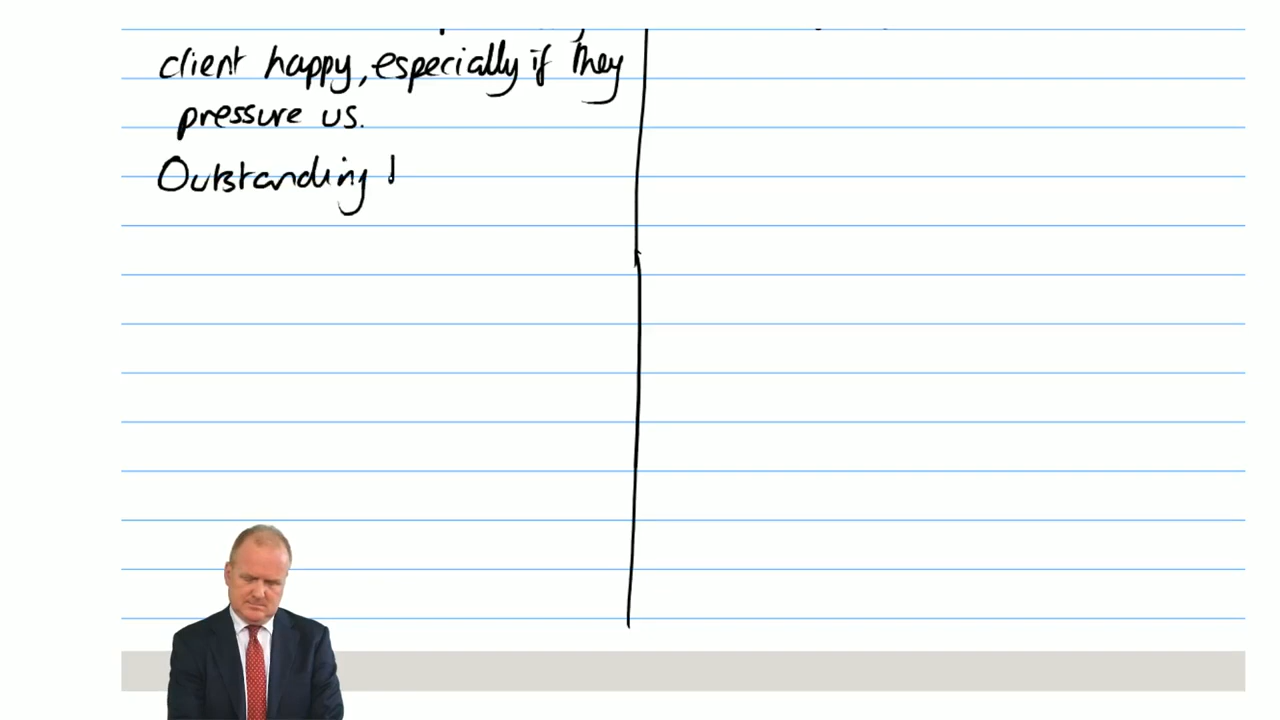 client happy, especially if they
pressure us.
Outstanding